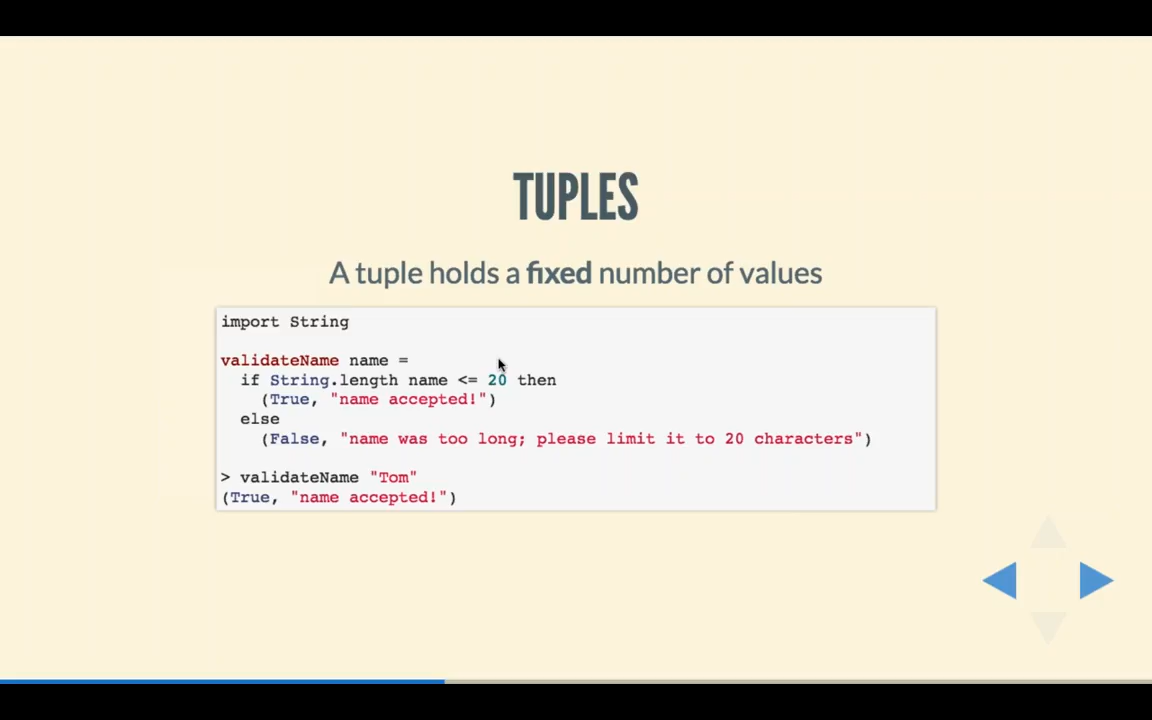 TUPLES
A tuple holds a fixed number of values
import String
validateName name =
  if String.length name <= 20 then
    (True, "name accepted!")
  else
    (False, "name was too long; please limit it to 20 characters")
> validateName "Tom"
(True, "name accepted!")